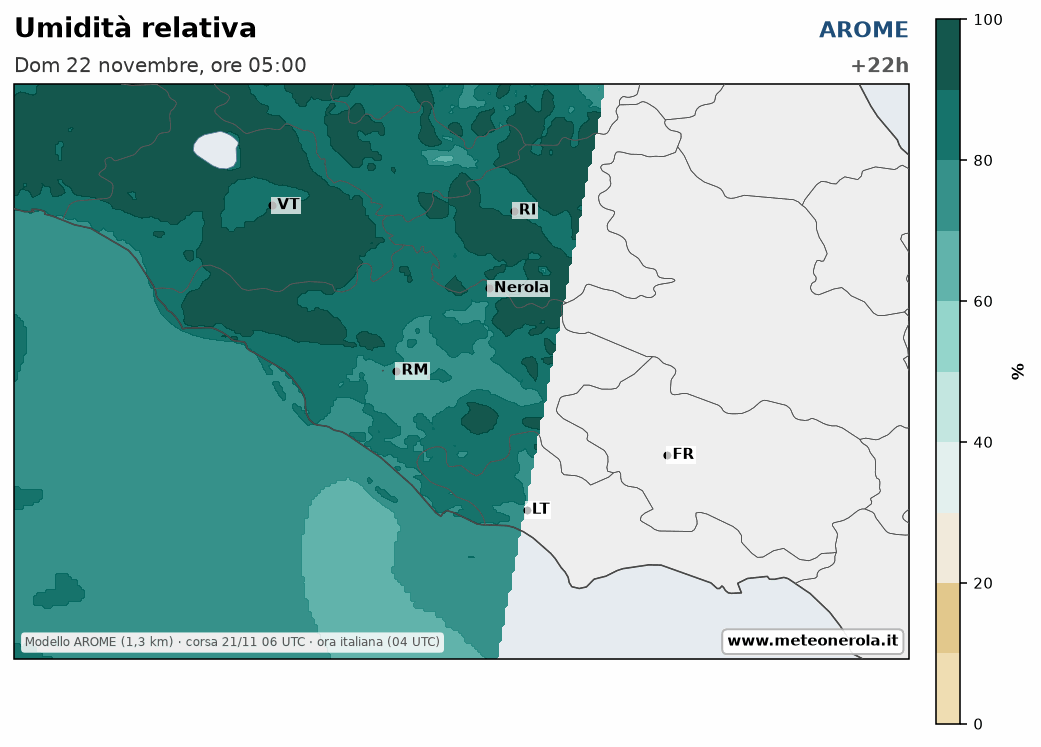 Umidità relativa
AROME
Dom 22 novembre, ore 05:00
+22h
100
80
60
40
20
0
%
VT
RI
Nerola
RM
FR
LT
Modello AROME (1,3 km) · corsa 21/11 06 UTC · ora italiana (04 UTC)
www.meteonerola.it